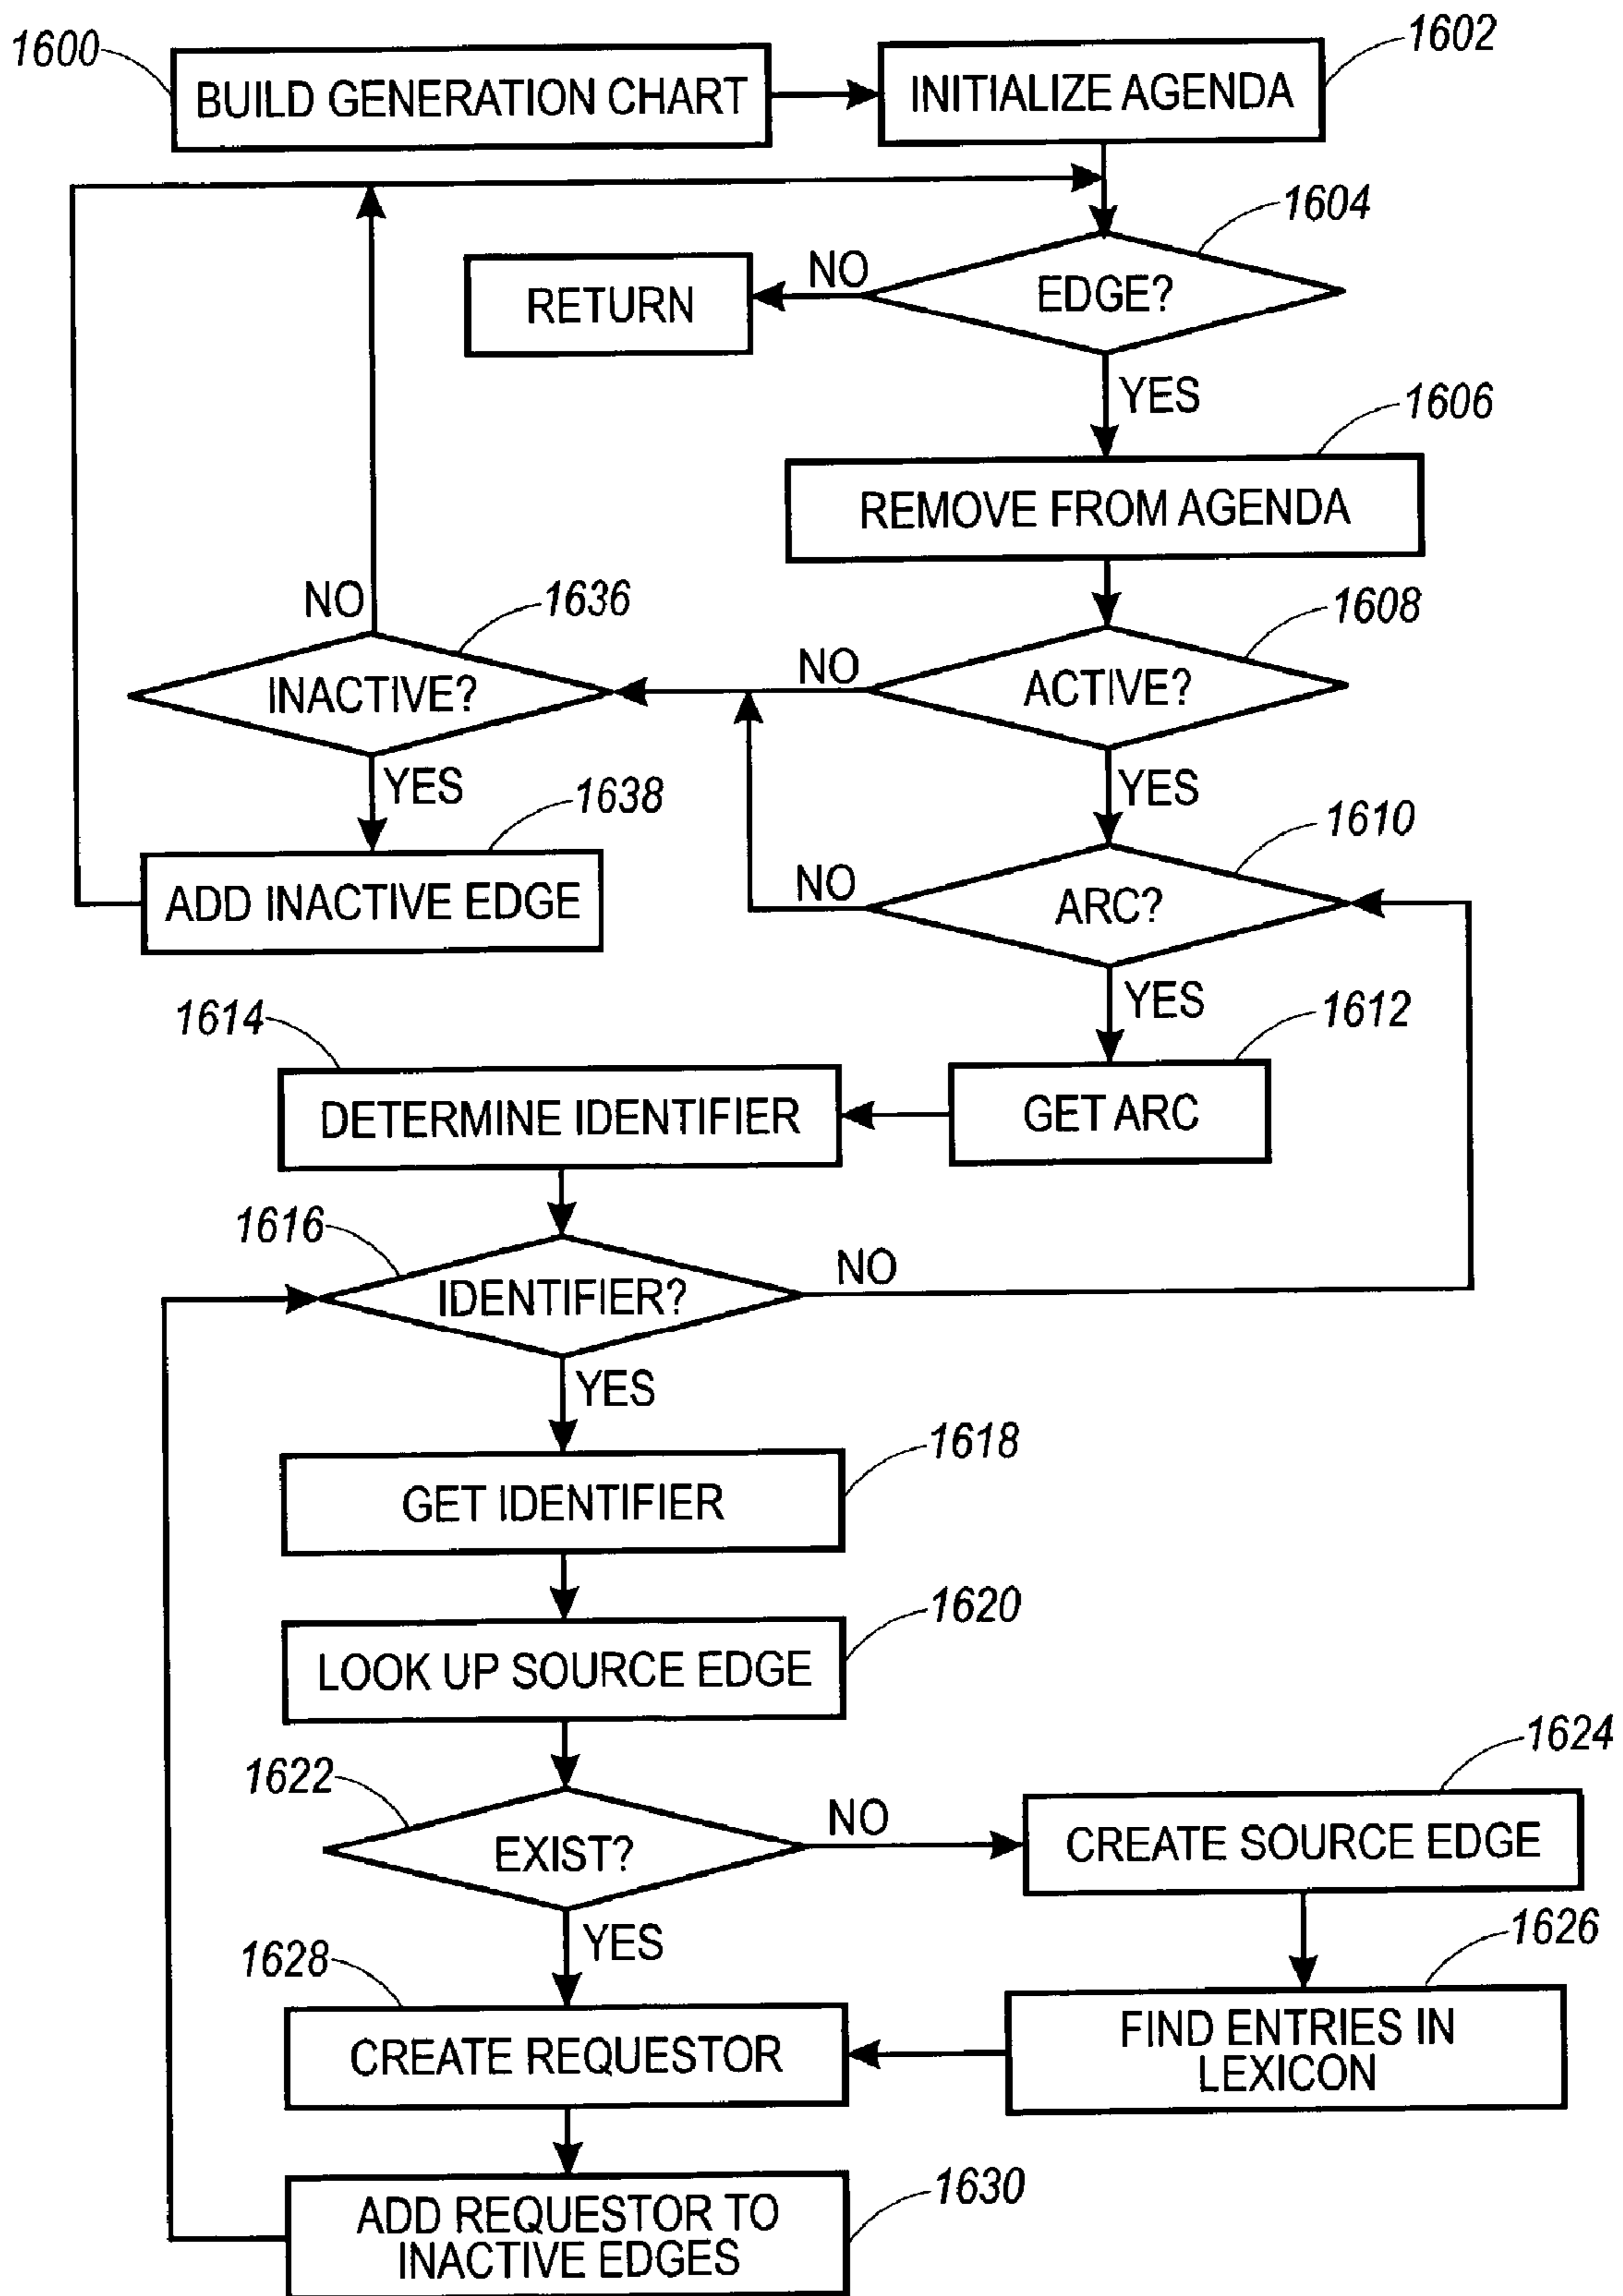 1600
BUILD GENERATION CHART
INITIALIZE AGENDA
1602
1604
EDGE?
NO
RETURN
YES
1606
REMOVE FROM AGENDA
1608
ACTIVE?
NO
NO
1636
INACTIVE?
YES
1638
ADD INACTIVE EDGE
YES
1610
ARC?
NO
YES
1612
GET ARC
1614
DETERMINE IDENTIFIER
1616
IDENTIFIER?
NO
YES
1618
GET IDENTIFIER
1620
LOOK UP SOURCE EDGE
1622
EXIST?
NO
1624
CREATE SOURCE EDGE
YES
1626
FIND ENTRIES IN
LEXICON
1628
CREATE REQUESTOR
1630
ADD REQUESTOR TO
INACTIVE EDGES